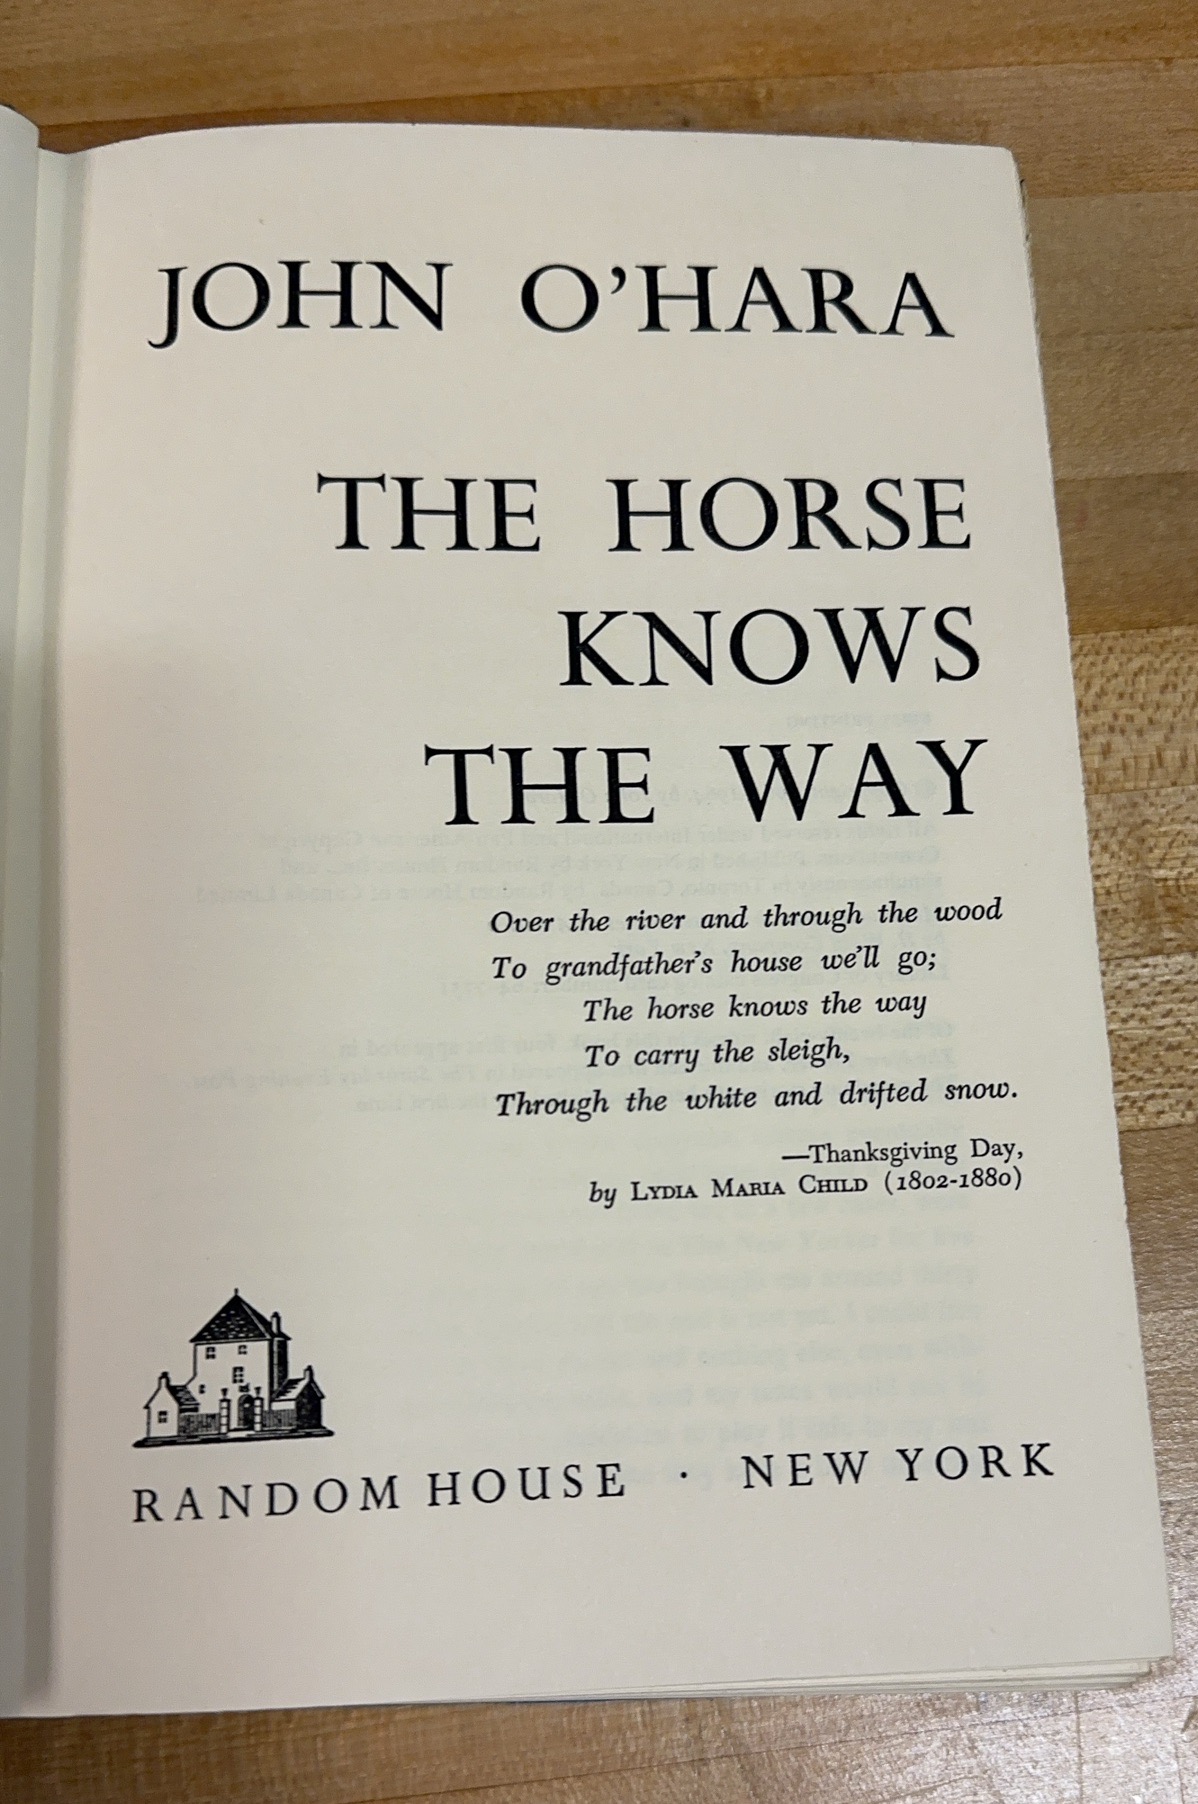 JOHN O'HARA
THE HORSE
KNOWS
THE WAY
Over the river and through the wood
To grandfather's house we'll go;
The horse knows the way
To carry the sleigh,
Through the white and drifted snow.
—Thanksgiving Day,
by LYDIA MARIA CHILD (1802-1880)
RANDOM HOUSE · NEW YORK